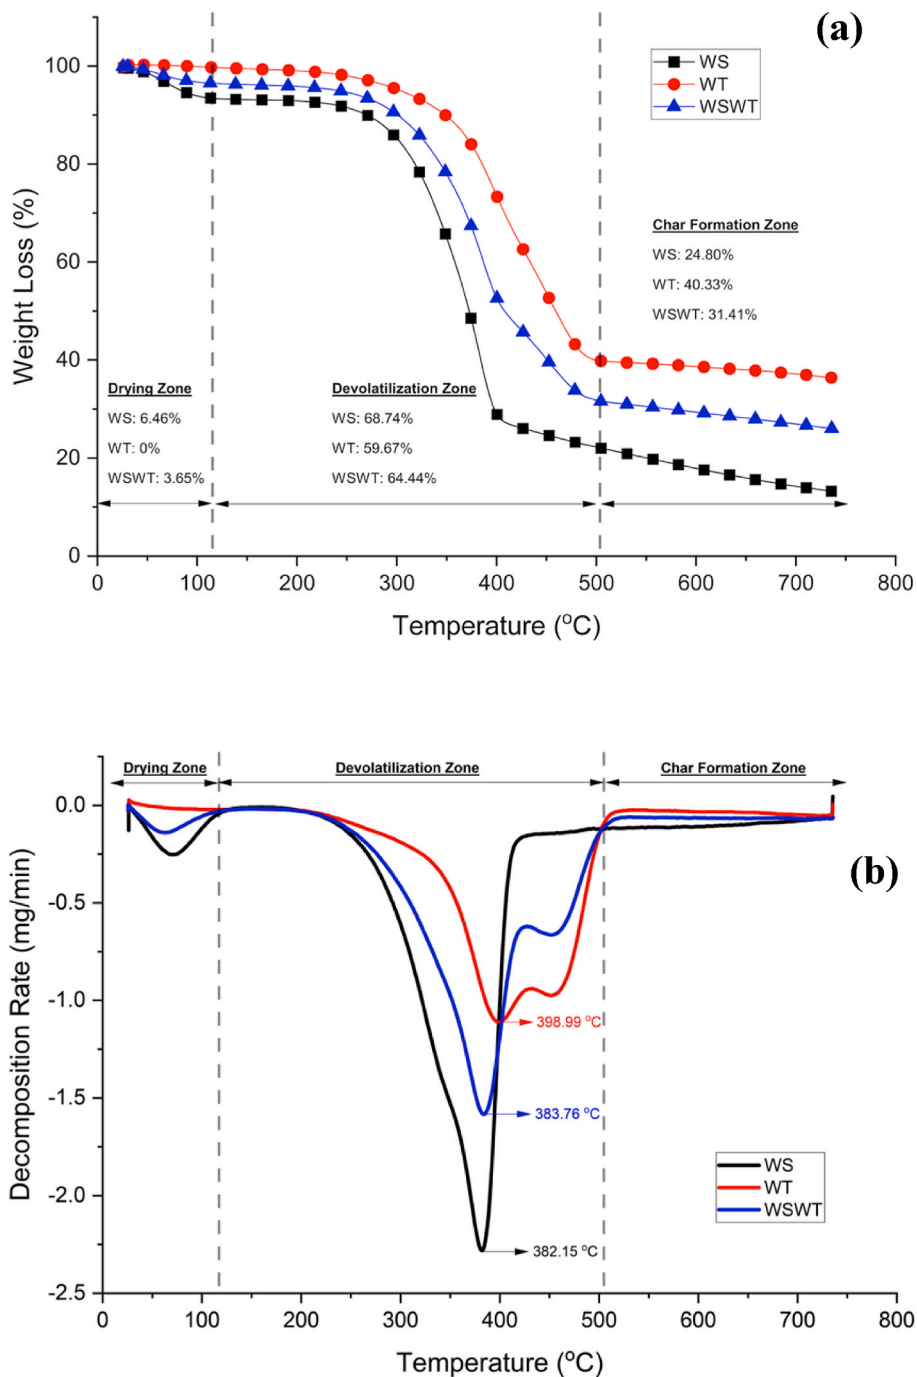 (a)
WS
WT
WSWT
100
80
60
40
20
0
Weight Loss (%)
Char Formation Zone
WS: 24.80%
WT: 40.33%
WSWT: 31.41%
Drying Zone
WS: 6.46%
WT: 0%
WSWT: 3.65%
Devolatilization Zone
WS: 68.74%
WT: 59.67%
WSWT: 64.44%
0 100 200 300 400 500 600 700 800
Temperature (°C)
Drying Zone Devolatilization Zone Char Formation Zone
0.0
-0.5
-1.0
-1.5
-2.0
-2.5
Decomposition Rate (mg/min)
(b)
398.99 °C
383.76 °C
382.15 °C
WS
WT
WSWT
0 100 200 300 400 500 600 700 800
Temperature (°C)